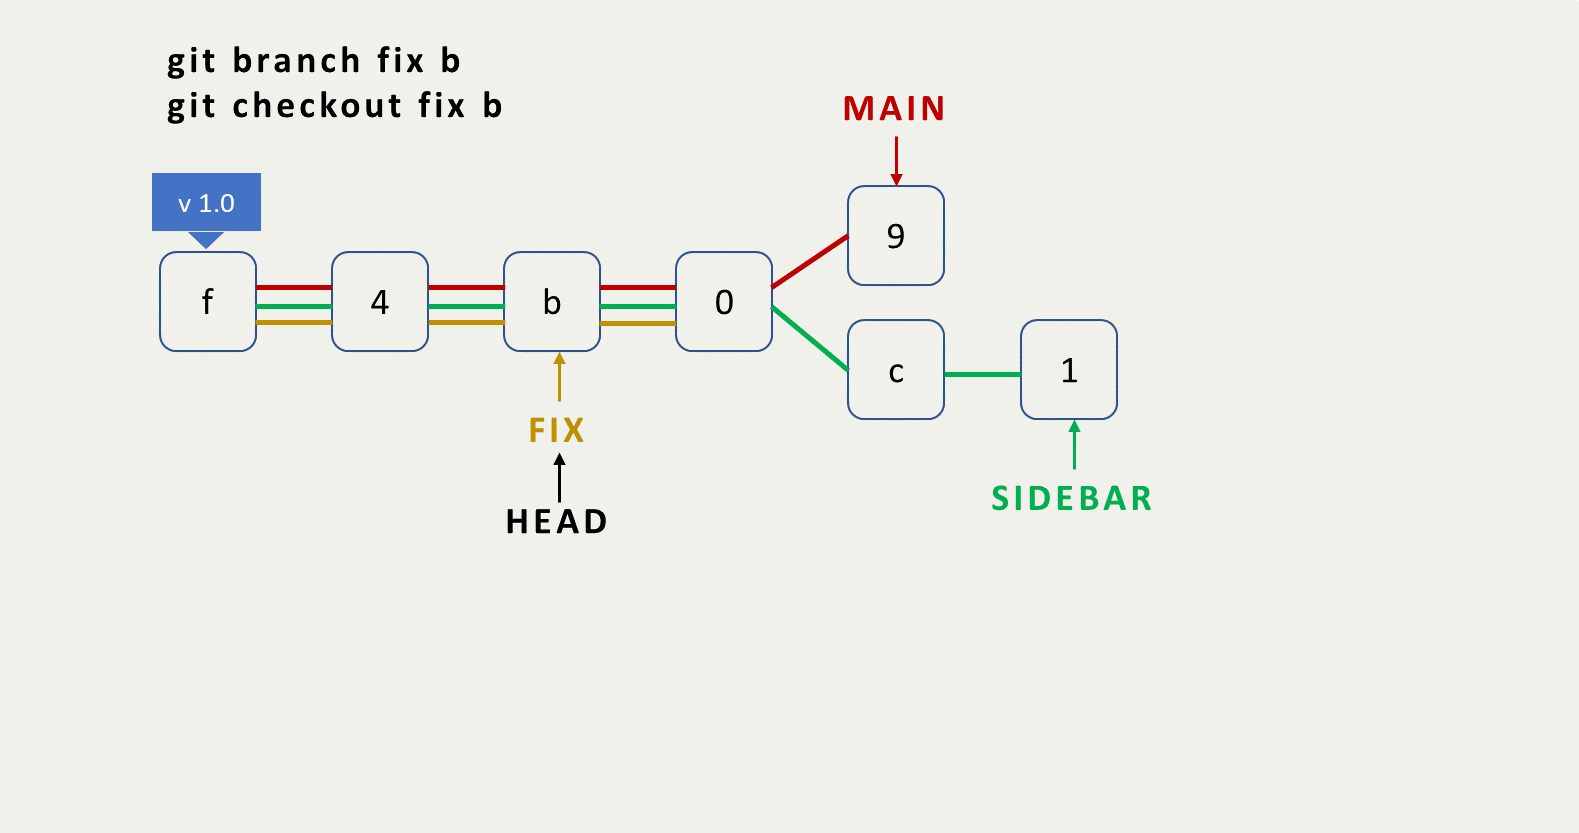 git branch fix b
git checkout fix b
MAIN
v 1.0
9
f
4
b
0
c
1
FIX
SIDEBAR
HEAD